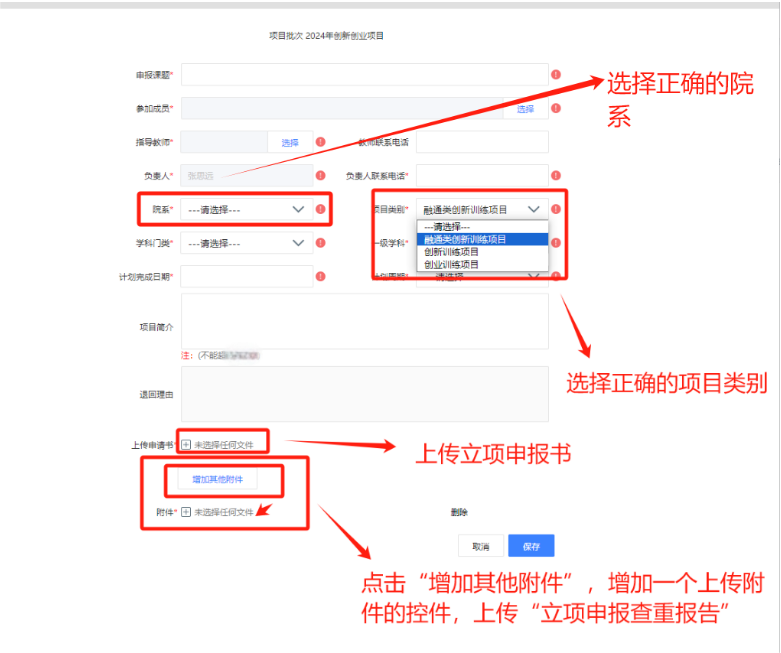 项目批次 2024年创新创业项目
申报课题*
选择正确的院系
参加成员* 选择
指导教师* 选择 教师联系电话
负责人* 张思远 负责人联系电话*
院系* ---请选择--- 项目类别* 融通类创新训练项目
---请选择---
融通类创新训练项目
创新训练项目
创业训练项目
学科门类* ---请选择--- 一级学科*
计划完成日期* 计划周期* ---请选择
项目简介
注：(不能超
选择正确的项目类别
退回理由
上传申请书* 未选择任何文件
上传立项申报书
增加其他附件
附件* 未选择任何文件 删除
取消 保存
点击“增加其他附件”，增加一个上传附
件的控件，上传“立项申报查重报告”